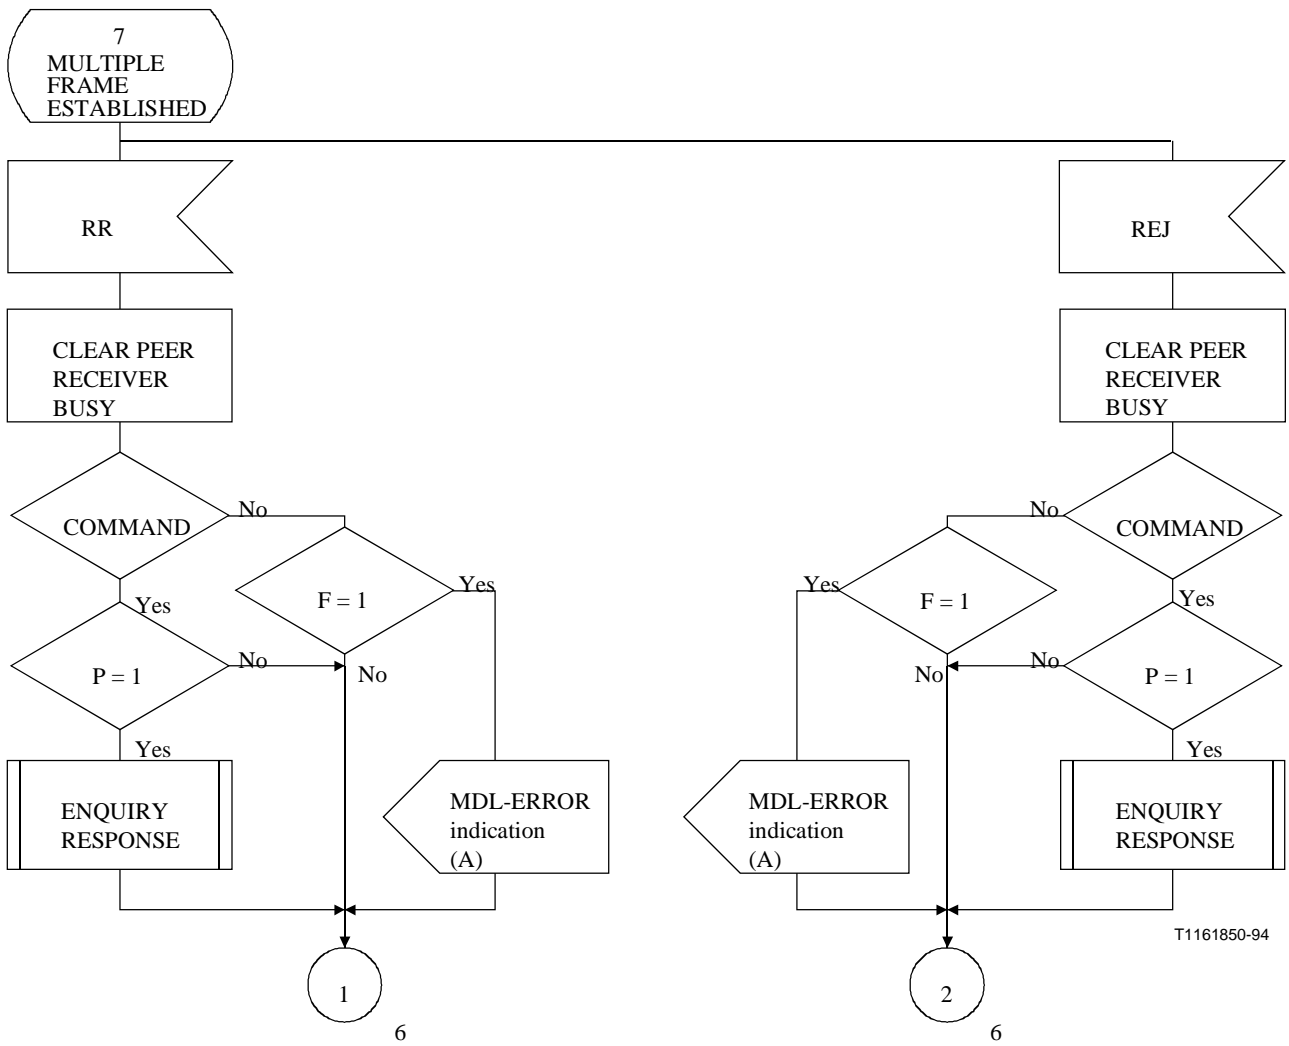 7
MULTIPLE
FRAME
ESTABLISHED
RR
REJ
CLEAR PEER
RECEIVER
BUSY
CLEAR PEER
RECEIVER
BUSY
COMMAND
No
No
COMMAND
F = 1
Yes
Yes
F = 1
Yes
Yes
P = 1
No
No
No
No
P = 1
Yes
Yes
ENQUIRY
RESPONSE
MDL-ERROR
indication
(A)
MDL-ERROR
indication
(A)
ENQUIRY
RESPONSE
T1161850-94
1
2
6
6